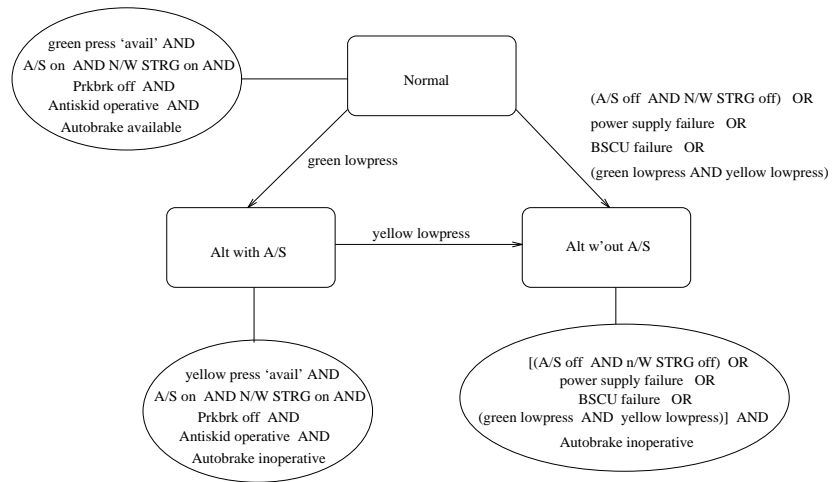 green press ‘avail’ AND
A/S on AND N/W STRG on AND
Prkbrk off AND
Antiskid operative AND
Autobrake available
Normal
(A/S off AND N/W STRG off) OR
power supply failure OR
BSCU failure OR
(green lowpress AND yellow lowpress)
green lowpress
Alt with A/S
yellow lowpress
Alt w’out A/S
yellow press ‘avail’ AND
A/S on AND N/W STRG on AND
Prkbrk off AND
Antiskid operative AND
Autobrake inoperative
[(A/S off AND n/W STRG off) OR
power supply failure OR
BSCU failure OR
(green lowpress AND yellow lowpress)] AND
Autobrake inoperative